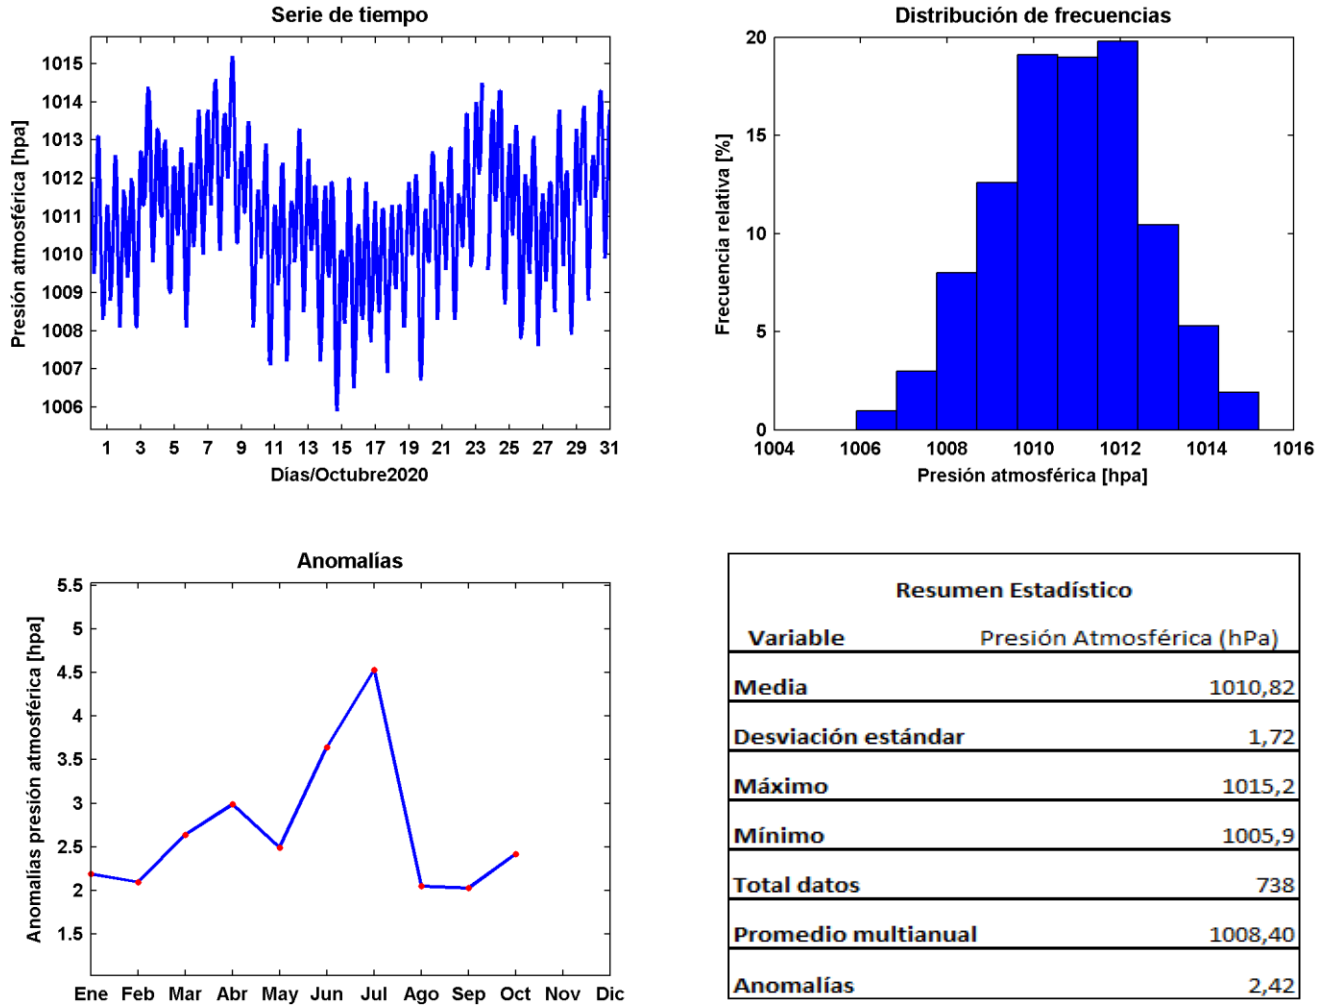 Serie de tiempo
Presión atmosférica [hpa]
1015
1014
1013
1012
1011
1010
1009
1008
1007
1006
1 3 5 7 9 11 13 15 17 19 21 23 25 27 29 31
Días/Octubre2020
Distribución de frecuencias
Frecuencia relativa [%]
20
15
10
5
0
1004 1006 1008 1010 1012 1014 1016
Presión atmosférica [hpa]
Anomalías
Anomalías presión atmosférica [hpa]
5.5
5
4.5
4
3.5
3
2.5
2
1.5
Ene Feb Mar Abr May Jun Jul Ago Sep Oct Nov Dic
Resumen Estadístico
Variable Presión Atmosférica (hPa)
Media 1010,82
Desviación estándar 1,72
Máximo 1015,2
Mínimo 1005,9
Total datos 738
Promedio multianual 1008,40
Anomalías 2,42